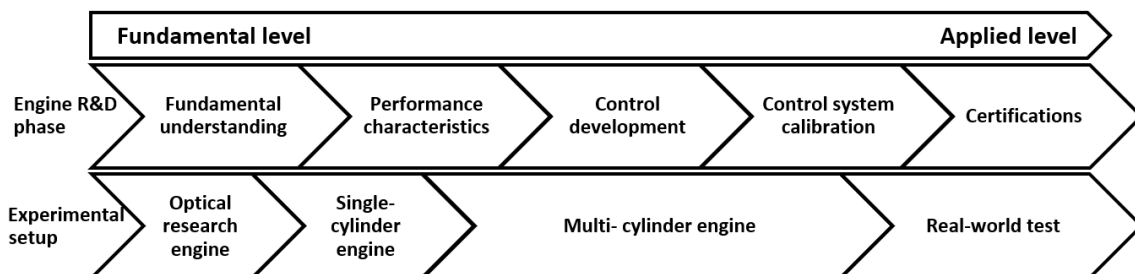 Fundamental level Applied level
Engine R&D
phase
Fundamental
understanding
Performance
characteristics
Control
development
Control system
calibration
Certifications
Experimental
setup
Optical
research
engine
Single-
cylinder
engine
Multi- cylinder engine
Real-world test